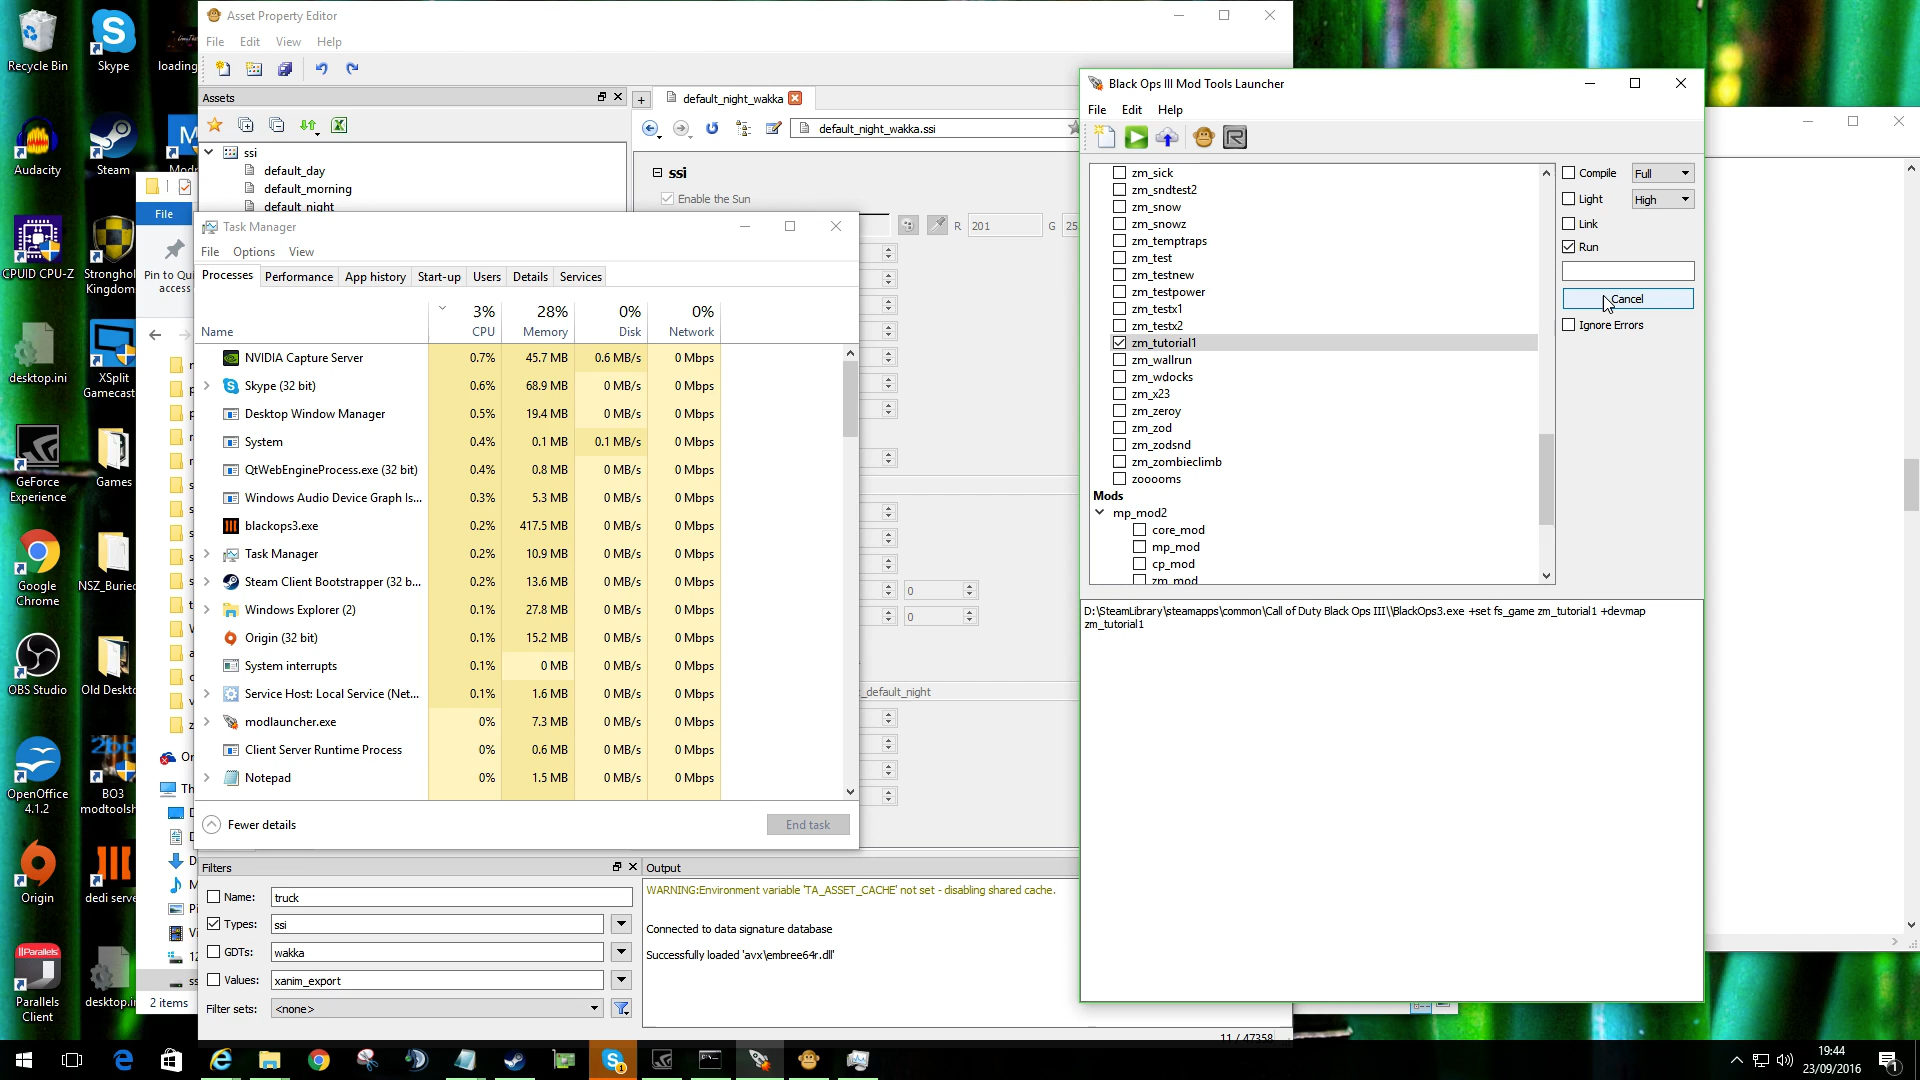 Recycle Bin
Skype
loading
Audacity
Steam
CPUID CPU-Z
Stronghold
Kingdom
desktop.ini
XSplit
Gamecast
GeForce
Experience
Games
Google
Chrome
NSZ_Buried
OBS Studio
Old Deskto
OpenOffice
4.1.2
BO3
modtoolsh
Origin
dedi serve
Parallels
Client
desktop.in
File
Pin to Qui
access
2 items
Asset Property Editor
File Edit View Help
Assets
ssi
default_day
default_morning
default_night
default_night_wakka
default_night_wakka.ssi
ssi
Enable the Sun
R 201 G 25
0
0
_default_night
Task Manager
File Options View
Processes Performance App history Start-up Users Details Services
3% 28% 0% 0%
Name CPU Memory Disk Network
NVIDIA Capture Server 0.7% 45.7 MB 0.6 MB/s 0 Mbps
Skype (32 bit) 0.6% 68.9 MB 0 MB/s 0 Mbps
Desktop Window Manager 0.5% 19.4 MB 0 MB/s 0 Mbps
System 0.4% 0.1 MB 0.1 MB/s 0 Mbps
QtWebEngineProcess.exe (32 bit) 0.4% 0.8 MB 0 MB/s 0 Mbps
Windows Audio Device Graph Is... 0.3% 5.3 MB 0 MB/s 0 Mbps
blackops3.exe 0.2% 417.5 MB 0 MB/s 0 Mbps
Task Manager 0.2% 10.9 MB 0 MB/s 0 Mbps
Steam Client Bootstrapper (32 b... 0.2% 13.6 MB 0 MB/s 0 Mbps
Windows Explorer (2) 0.1% 27.8 MB 0 MB/s 0 Mbps
Origin (32 bit) 0.1% 15.2 MB 0 MB/s 0 Mbps
System interrupts 0.1% 0 MB 0 MB/s 0 Mbps
Service Host: Local Service (Net... 0.1% 1.6 MB 0 MB/s 0 Mbps
modlauncher.exe 0% 7.3 MB 0 MB/s 0 Mbps
Client Server Runtime Process 0% 0.6 MB 0 MB/s 0 Mbps
Notepad 0% 1.5 MB 0 MB/s 0 Mbps
Fewer details
End task
Filters
Name: truck
Types: ssi
GDTs: wakka
Values: xanim_export
Filter sets: <none>
Output
WARNING:Environment variable 'TA_ASSET_CACHE' not set - disabling shared cache.
Connected to data signature database
Successfully loaded 'avx\embree64r.dll'
11 / 47358
Black Ops III Mod Tools Launcher
File Edit Help
zm_sick
zm_sndtest2
zm_snow
zm_snowz
zm_temptraps
zm_test
zm_testnew
zm_testpower
zm_testx1
zm_testx2
zm_tutorial1
zm_wallrun
zm_wdocks
zm_x23
zm_zeroy
zm_zod
zm_zodsnd
zm_zombieclimb
zooooms
Mods
mp_mod2
core_mod
mp_mod
cp_mod
zm_mod
Compile Full
Light High
Link
Run
Cancel
Ignore Errors
D:\SteamLibrary\steamapps\common\Call of Duty Black Ops III\\BlackOps3.exe +set fs_game zm_tutorial1 +devmap
zm_tutorial1
19:44
23/09/2016